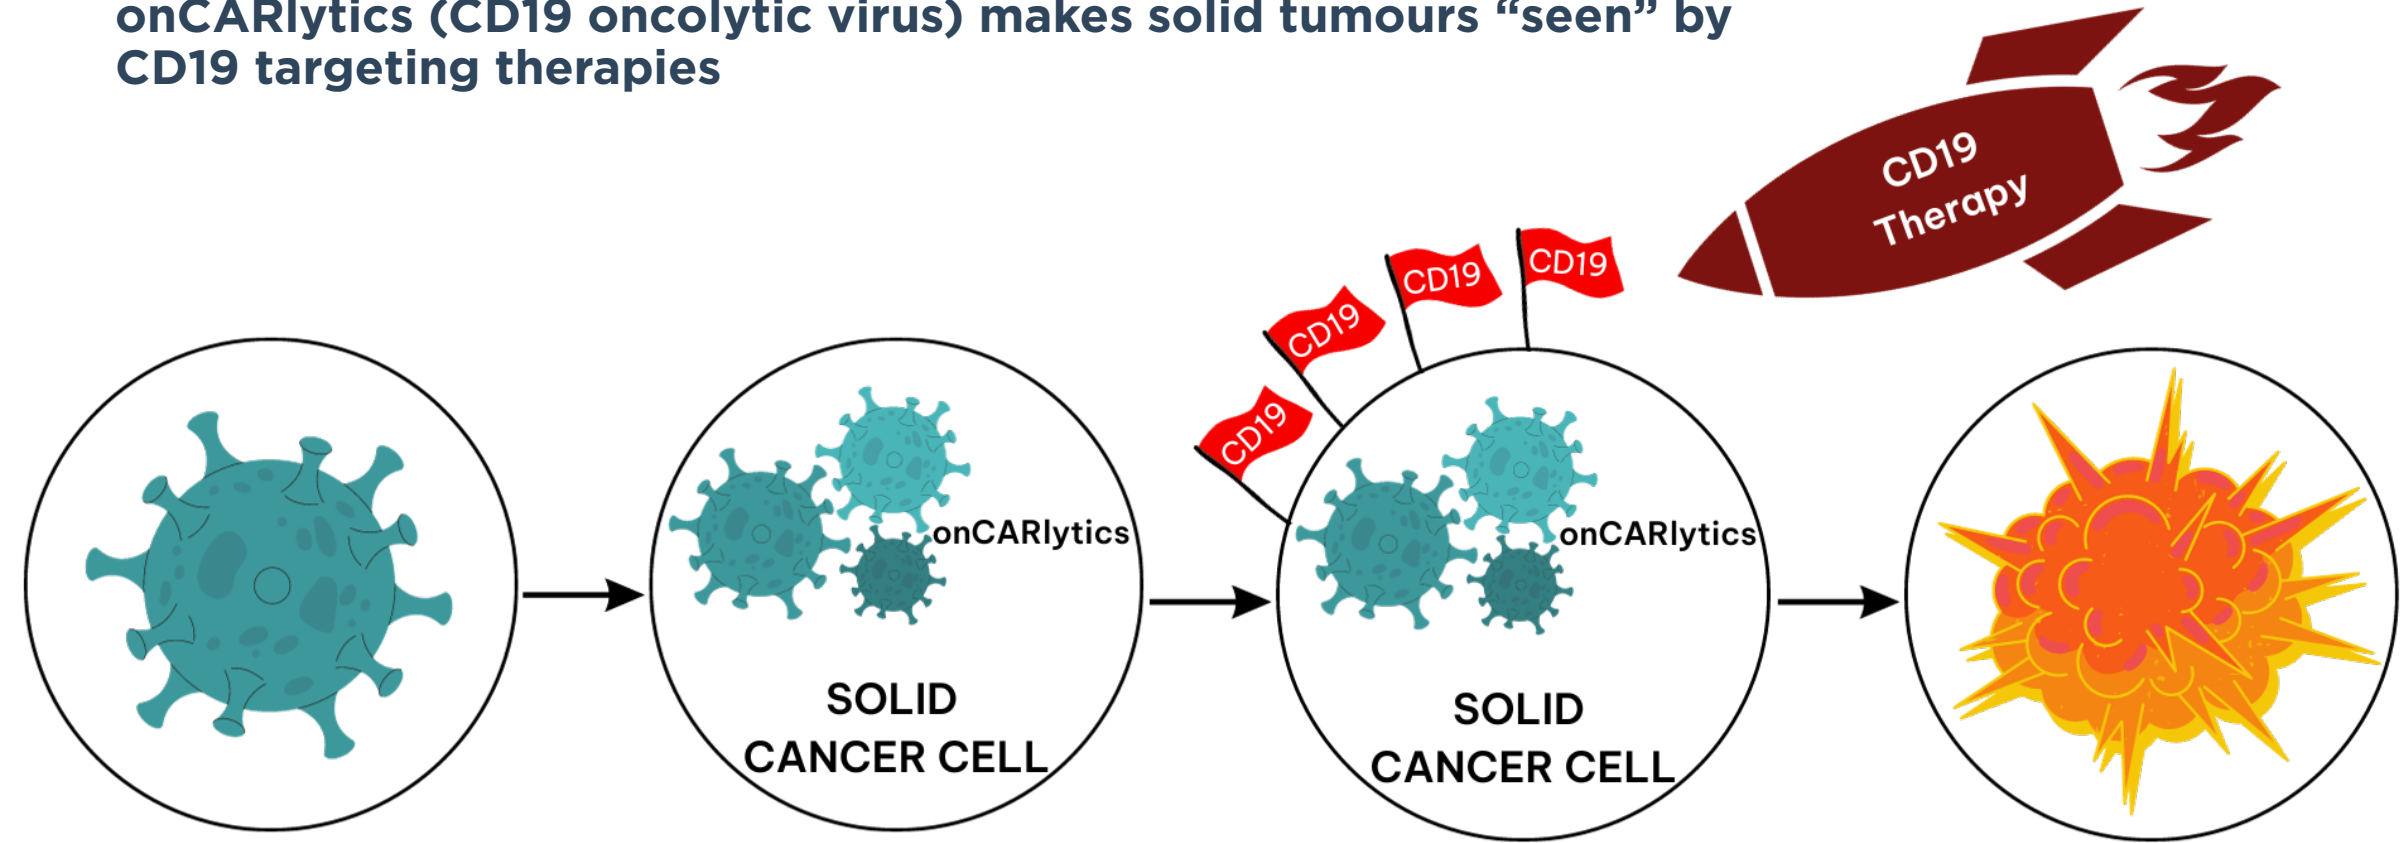 onCARlytics (CD19 oncolytic virus) makes solid tumours “seen” by
CD19 targeting therapies
CD19
Therapy
CD19
CD19
CD19
CD19
onCARlytics
SOLID
CANCER CELL
onCARlytics
SOLID
CANCER CELL